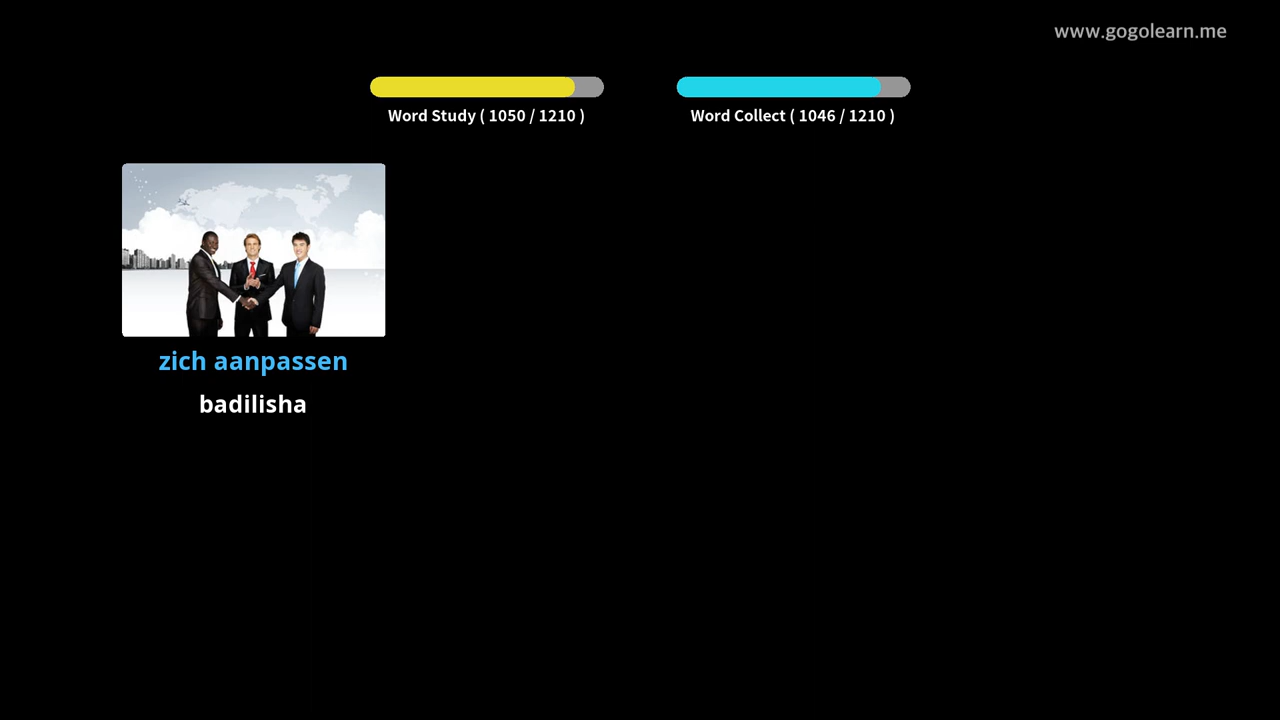 www.gogolearn.me
Word Study ( 1050 / 1210 )
Word Collect ( 1046 / 1210 )
zich aanpassen
badilisha